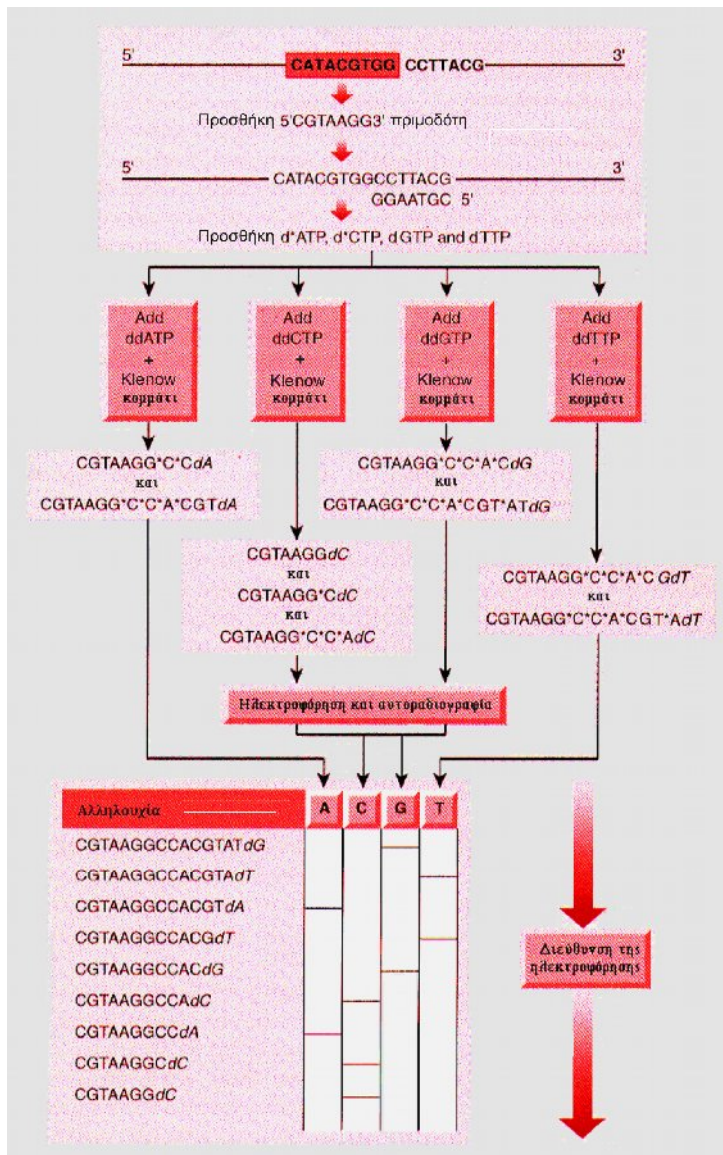 5' 3'
CATACGTGG CCTTACG
Προσθήκη 5'CGTAAGG3' πριμοδότη
5' 3'
CATACGTGGCCTTACG
GGAATGC 5'
Προσθήκη d*ATP, d*CTP, dGTP and dTTP
Add
ddATP
+
Klenow
κομμάτι
Add
ddCTP
+
Klenow
κομμάτι
Add
ddGTP
+
Klenow
κομμάτι
Add
ddTTP
+
Klenow
κομμάτι
CGTAAGG*C*CdA
και
CGTAAGG*C*C*A*CGTdA
CGTAAGG*C*C*A*CdG
και
CGTAAGG*C*C*A*CGT*ATdG
CGTAAGGdC
και
CGTAAGG*CdC
και
CGTAAGG*C*C*AdC
CGTAAGG*C*C*A*C GdT
και
CGTAAGG*C*C*A*CGT*AdT
Ηλεκτροφόρηση και αυτοραδιογραφία
Αλληλουχία A C G T
CGTAAGGCCACGTATdG
CGTAAGGCCACGTAdT
CGTAAGGCCACGTdA
CGTAAGGCCACGdT
CGTAAGGCCACdG
CGTAAGGCCAdC
CGTAAGGCCdA
CGTAAGGCdC
CGTAAGGdC
Διεύθυνση της
ηλεκτροφόρησης